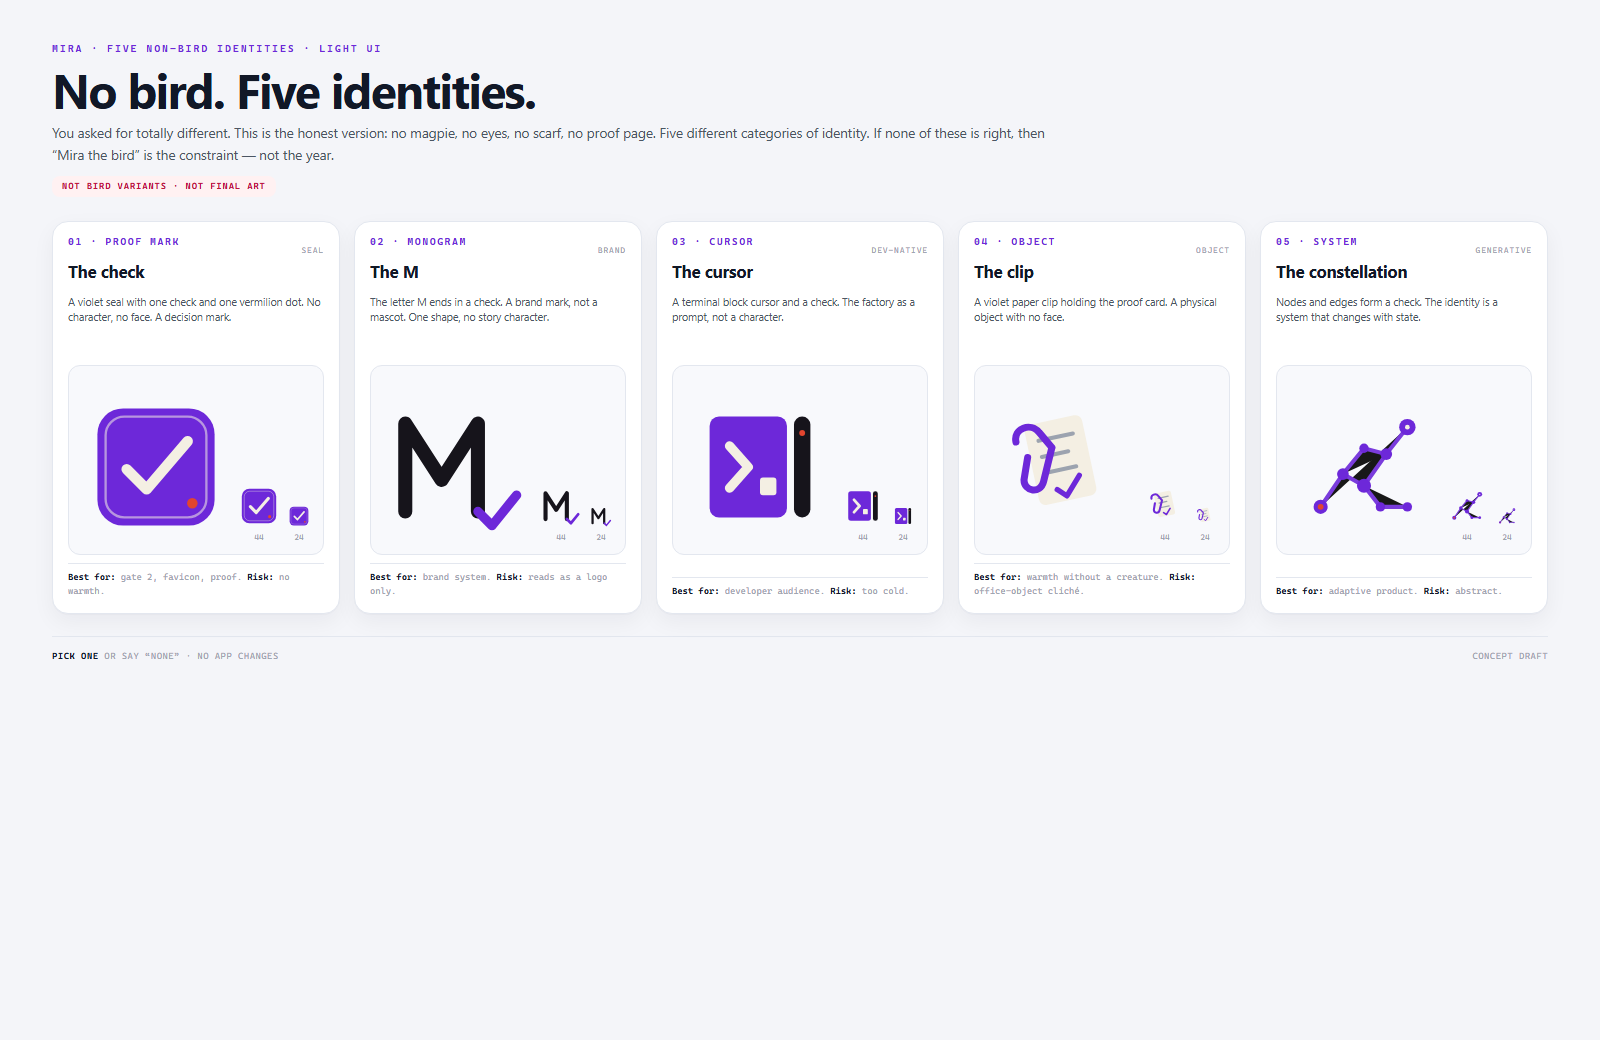 MIRA · FIVE NON-BIRD IDENTITIES · LIGHT UI
No bird. Five identities.
You asked for totally different. This is the honest version: no magpie, no eyes, no scarf, no proof page. Five different categories of identity. If none of these is right, then
“Mira the bird” is the constraint — not the year.
NOT BIRD VARIANTS · NOT FINAL ART
01 · PROOF MARK
SEAL
The check
A violet seal with one check and one vermilion dot. No
character, no face. A decision mark.
44
24
Best for: gate 2, favicon, proof. Risk: no
warmth.
02 · MONOGRAM
BRAND
The M
The letter M ends in a check. A brand mark, not a
mascot. One shape, no story character.
M
M
M
44
24
Best for: brand system. Risk: reads as a logo
only.
03 · CURSOR
DEV-NATIVE
The cursor
A terminal block cursor and a check. The factory as a
prompt, not a character.
44
24
Best for: developer audience. Risk: too cold.
04 · OBJECT
OBJECT
The clip
A violet paper clip holding the proof card. A physical
object with no face.
44
24
Best for: warmth without a creature. Risk:
office-object cliché.
05 · SYSTEM
GENERATIVE
The constellation
Nodes and edges form a check. The identity is a
system that changes with state.
44
24
Best for: adaptive product. Risk: abstract.
PICK ONE OR SAY “NONE” · NO APP CHANGES
CONCEPT DRAFT